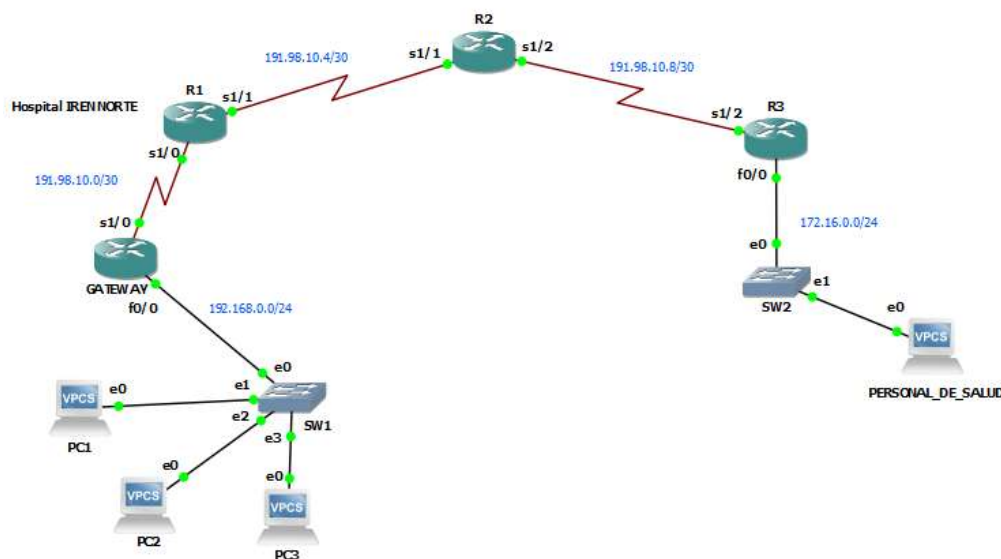 R2
s1/1
s1/2
191.98.10.4/30
191.98.10.8/30
R1
Hospital IREN NORTE
s1/1
s1/2
R3
s1/0
f0/0
191.98.10.0/30
s1/0
172.16.0.0/24
e0
GATEWAY
f0/0
192.168.0.0/24
e1
SW2
e0
VPCS
PERSONAL_DE_SALUD
e0
e1
e0
VPCS
e2
SW1
PC1
e3
e0
e0
VPCS
VPCS
PC2
PC3